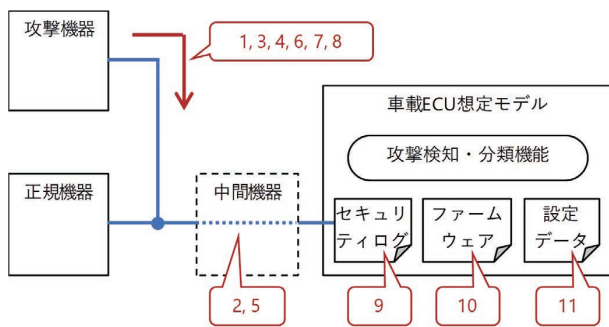 攻撃機器
1, 3, 4, 6, 7, 8
車載ECU想定モデル
攻撃検知・分類機能
正規機器
中間機器
セキュリ
ティログ
ファーム
ウェア
設定
データ
2, 5
9
10
11